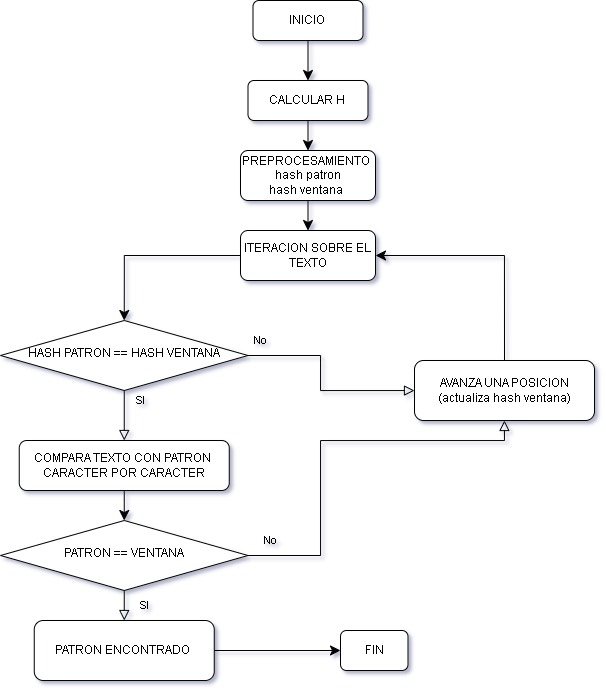 INICIO
CALCULAR H
PREPROCESAMIENTO
hash patron
hash ventana
ITERACION SOBRE EL
TEXTO
HASH PATRON == HASH VENTANA
No
AVANZA UNA POSICION
(actualiza hash ventana)
SI
COMPARA TEXTO CON PATRON
CARACTER POR CARACTER
PATRON == VENTANA
No
SI
PATRON ENCONTRADO
FIN